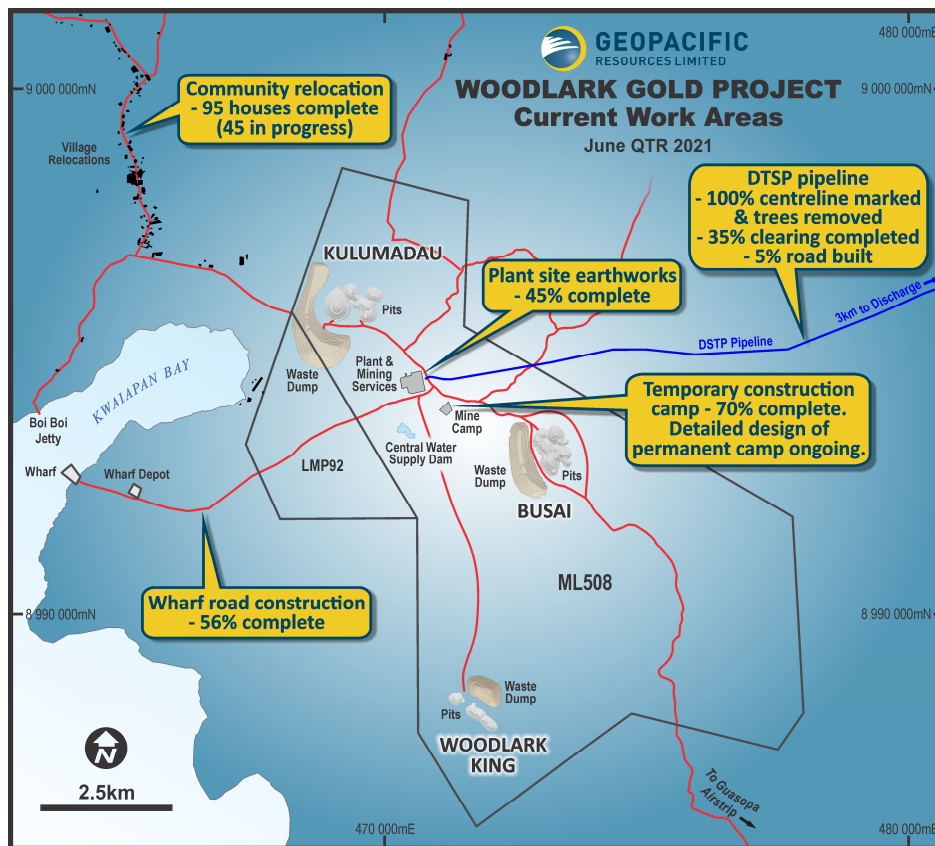 480 000mE
GEOPACIFIC
RESOURCES LIMITED
9 000 000mN
WOODLARK GOLD PROJECT
9 000 000mN
Current Work Areas
June QTR 2021
Community relocation
- 95 houses complete
(45 in progress)
Village
Relocations
DTSP pipeline
- 100% centreline marked
& trees removed
- 35% clearing completed
- 5% road built
KULUMADAU
Plant site earthworks
- 45% complete
3km to Discharge
Pits
DSTP Pipeline
Waste
Dump
Plant &
Mining
Services
KWAIAPAN BAY
Temporary construction
camp - 70% complete.
Detailed design of
permanent camp ongoing.
Boi Boi
Jetty
Mine
Camp
Central Water
Supply Dam
Wharf
Wharf Depot
LMP92
Waste
Dump
Pits
BUSAI
ML508
Wharf road construction
- 56% complete
8 990 000mN
8 990 000mN
Waste
Dump
Pits
WOODLARK
KING
N
2.5km
To Guasopa
Airstrip
470 000mE
480 000mE